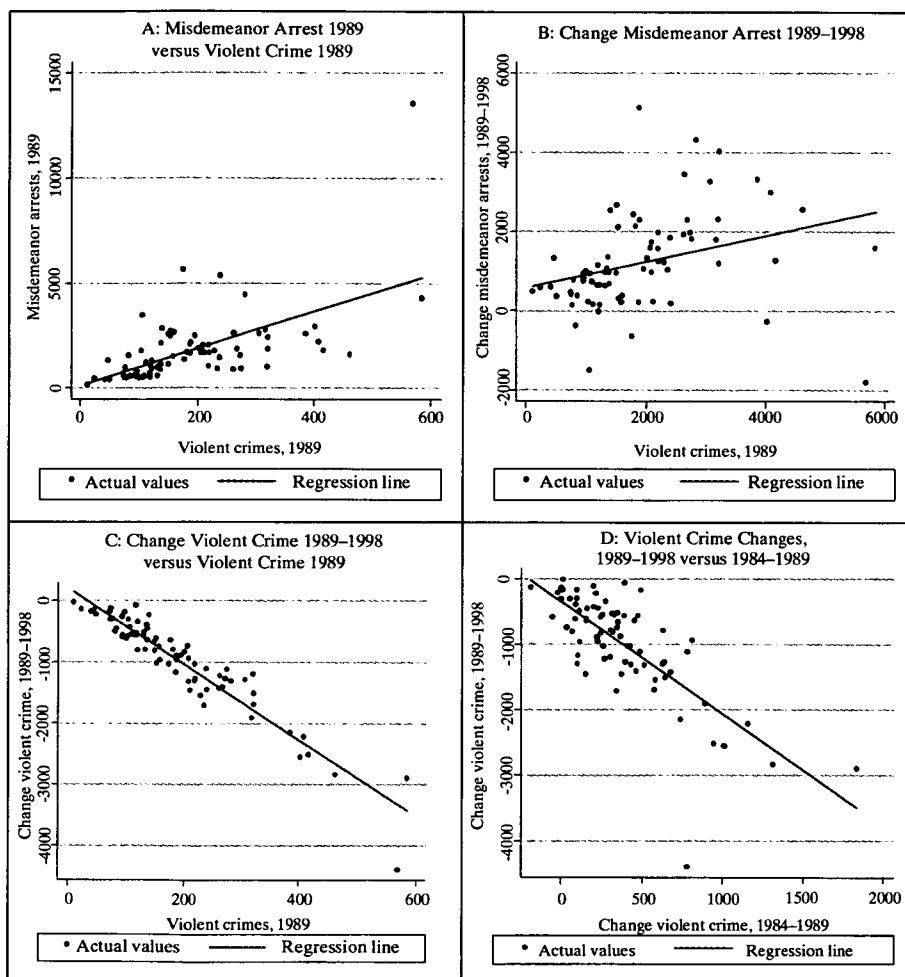 A: Misdemeanor Arrest 1989
versus Violent Crime 1989
15000
10000
5000
0
Misdemeanor arrests, 1989
0
200
400
600
Violent crimes, 1989
Actual values
Regression line
B: Change Misdemeanor Arrest 1989–1998
6000
4000
2000
0
-2000
Change misdemeanor arrests, 1989–1998
0
2000
4000
6000
Violent crimes, 1989
Actual values
Regression line
C: Change Violent Crime 1989–1998
versus Violent Crime 1989
0
-1000
-2000
-3000
-4000
Change violent crime, 1989–1998
0
200
400
600
Violent crimes, 1989
Actual values
Regression line
D: Violent Crime Changes,
1989–1998 versus 1984–1989
0
-1000
-2000
-3000
-4000
Change violent crime, 1989–1998
0
500
1000
1500
2000
Change violent crime, 1984–1989
Actual values
Regression line